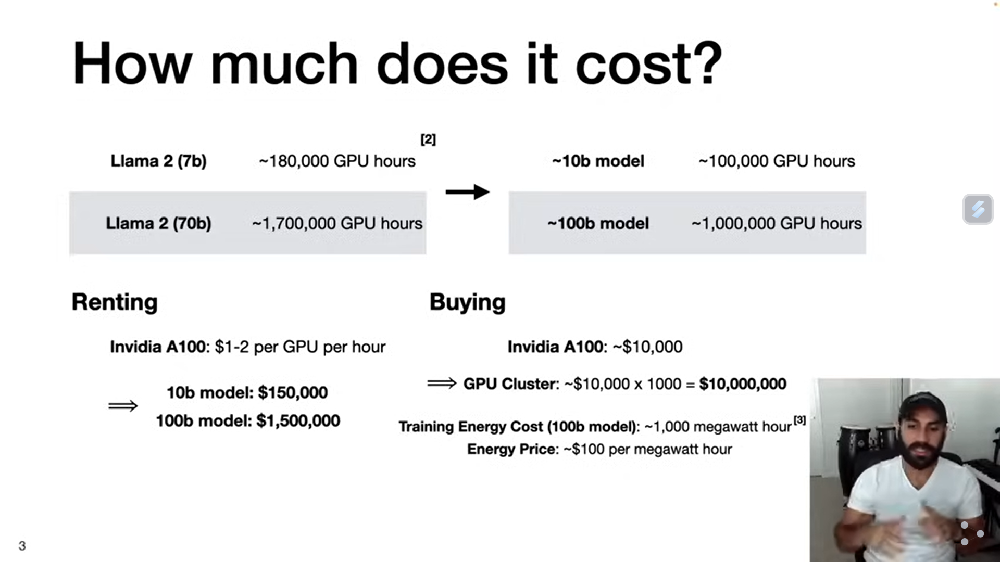 How much does it cost?
[2]
Llama 2 (7b) ~180,000 GPU hours
~10b model ~100,000 GPU hours
Llama 2 (70b) ~1,700,000 GPU hours
~100b model ~1,000,000 GPU hours
Renting
Invidia A100: $1-2 per GPU per hour
⟹ 10b model: $150,000
100b model: $1,500,000
Buying
Invidia A100: ~$10,000
⟹ GPU Cluster: ~$10,000 x 1000 = $10,000,000
Training Energy Cost (100b model): ~1,000 megawatt hour [3]
Energy Price: ~$100 per megawatt hour
3